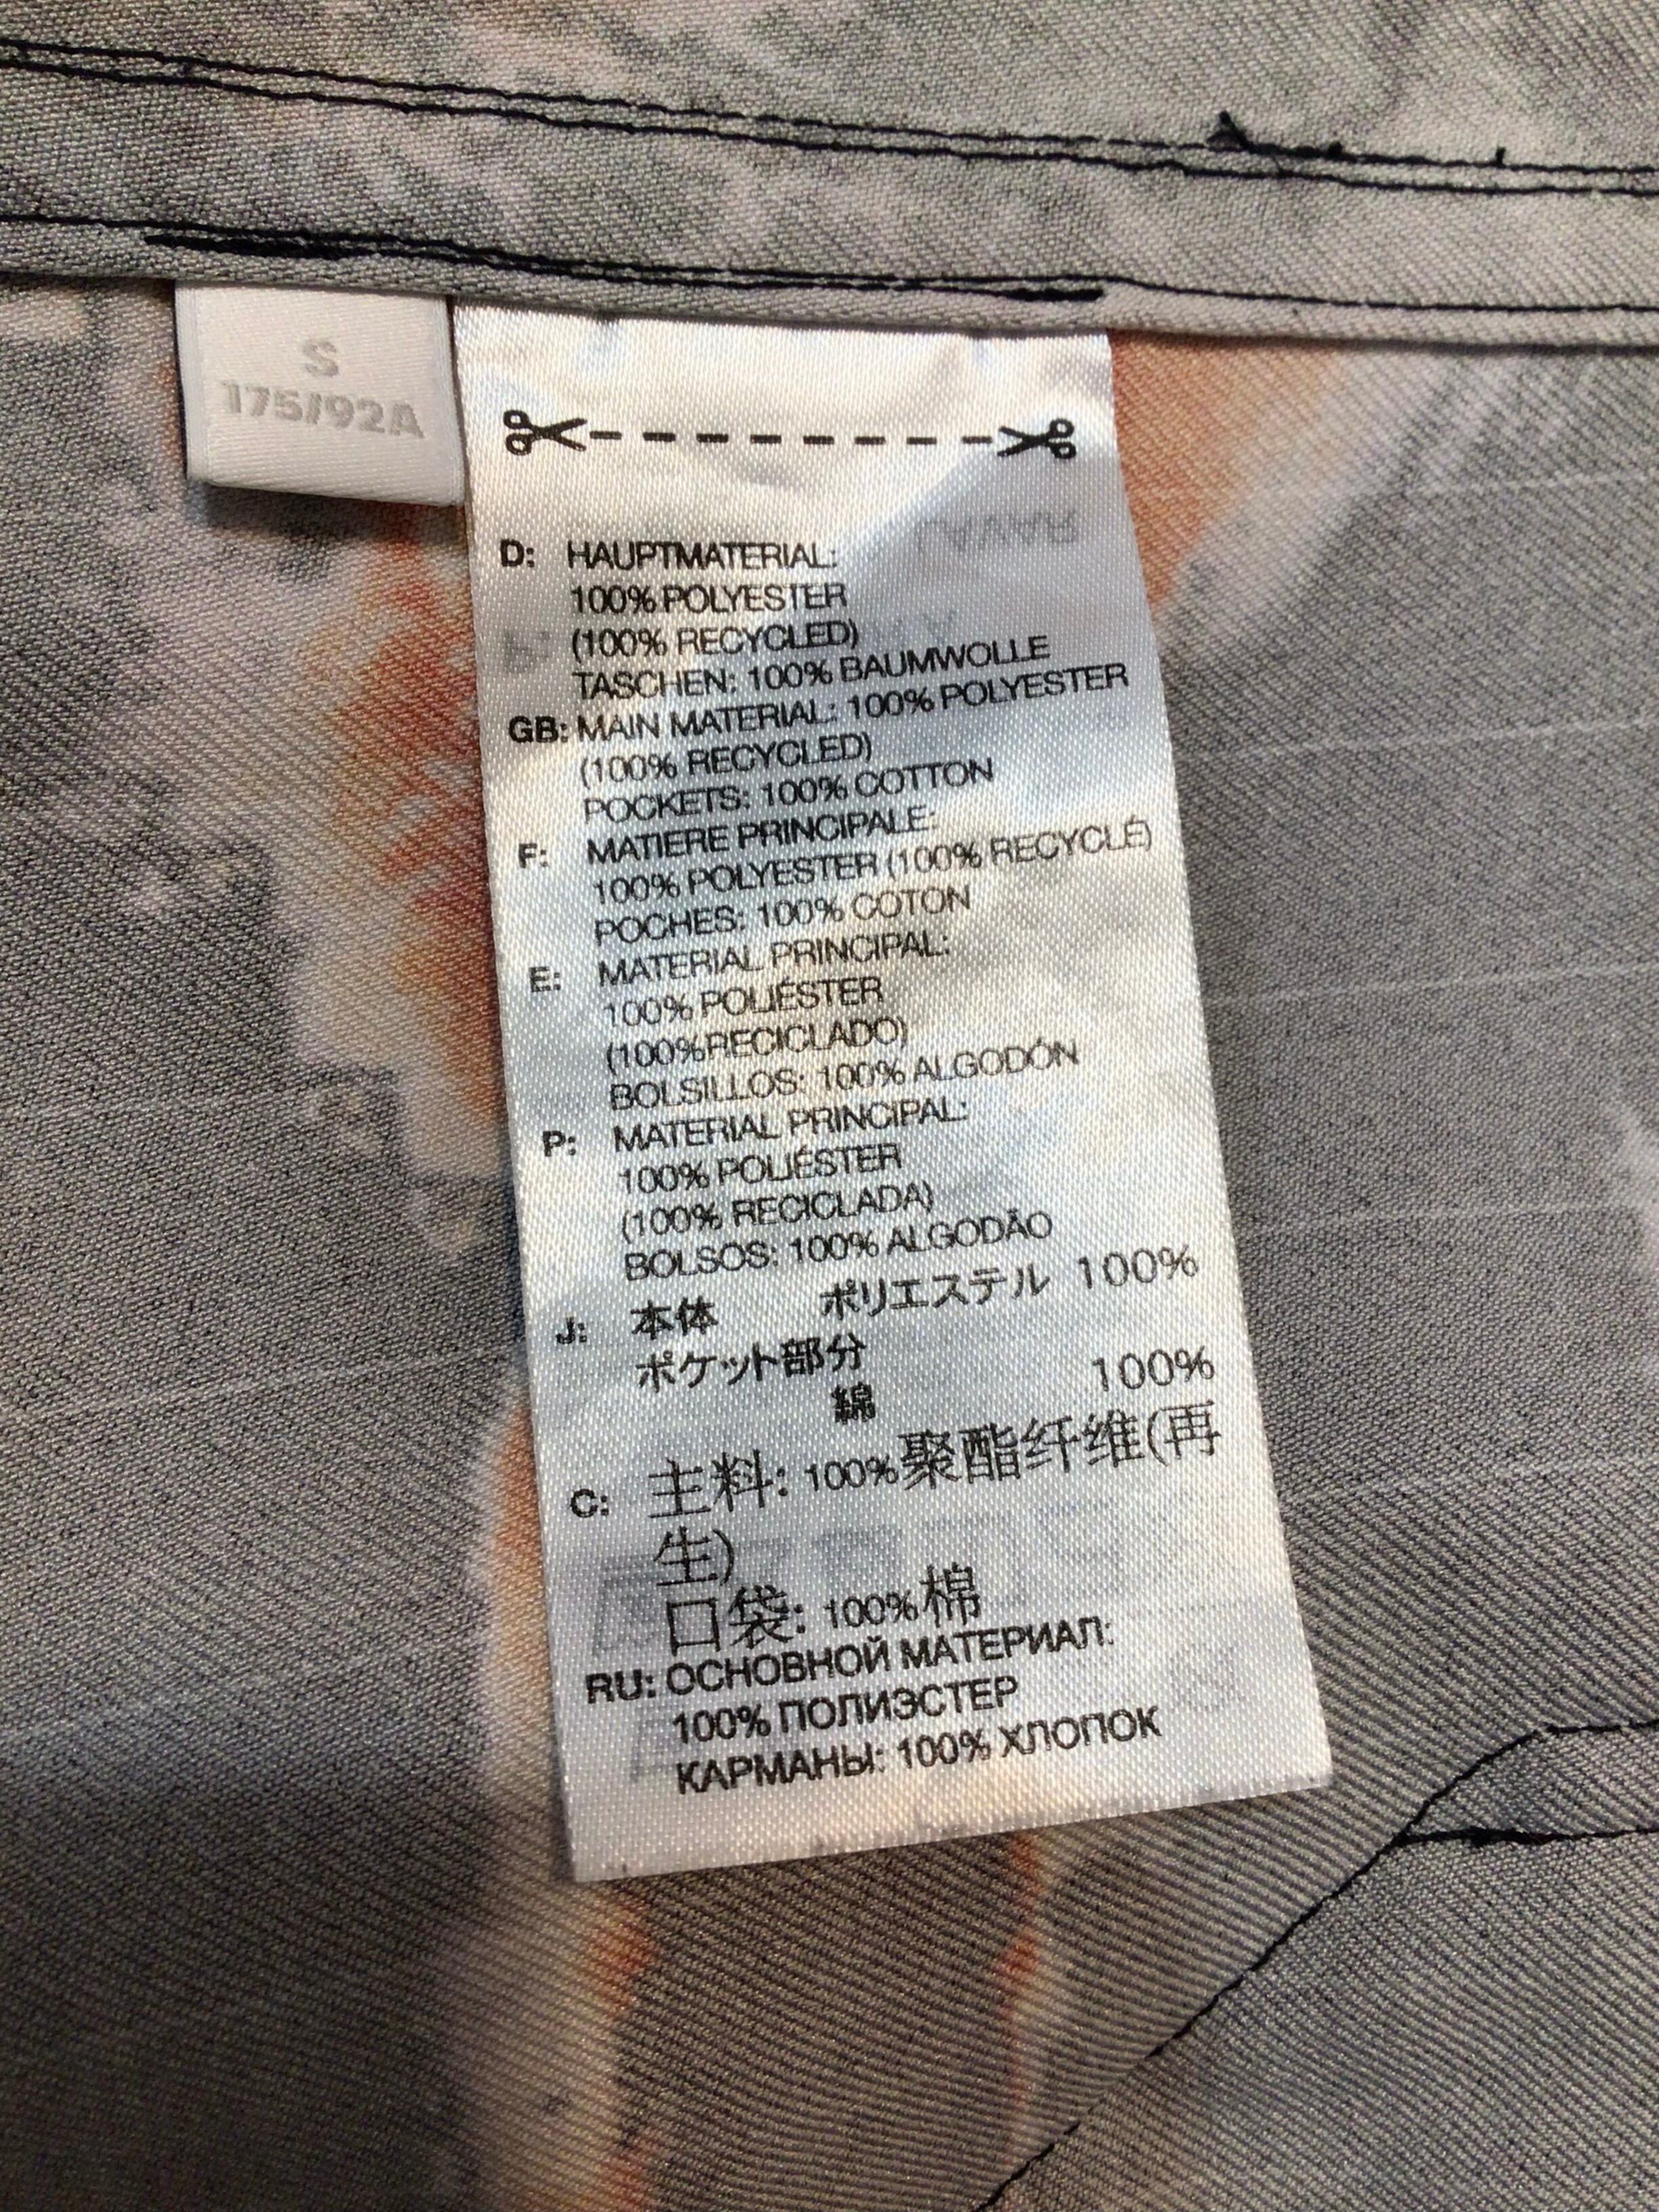 S
175/92A
D: HAUPTMATERIAL:
100% POLYESTER
(100% RECYCLED)
TASCHEN: 100% BAUMWOLLE
GB: MAIN MATERIAL: 100% POLYESTER
(100% RECYCLED)
POCKETS: 100% COTTON
F: MATIERE PRINCIPALE:
100% POLYESTER (100% RECYCLÉ)
POCHES: 100% COTON
E: MATERIAL PRINCIPAL:
100% POLIÉSTER
(100% RECICLADO)
BOLSILLOS: 100% ALGODÓN
P: MATERIAL PRINCIPAL:
100% POLIÉSTER
(100% RECICLADA)
BOLSOS: 100% ALGODÃO
J: 本体 ポリエステル 100%
ポケット部分
綿 100%
C: 主料: 100%聚酯纤维(再
生)
口袋: 100%棉
RU: ОСНОВНОЙ МАТЕРИАЛ:
100% ПОЛИЭСТЕР
КАРМАНЫ: 100% ХЛОПОК